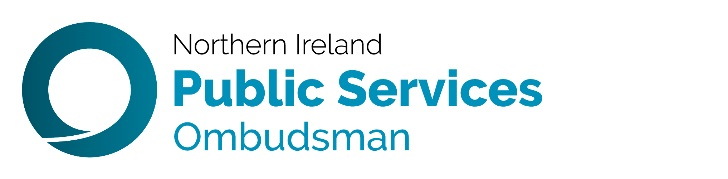 Northern Ireland
Public Services
Ombudsman